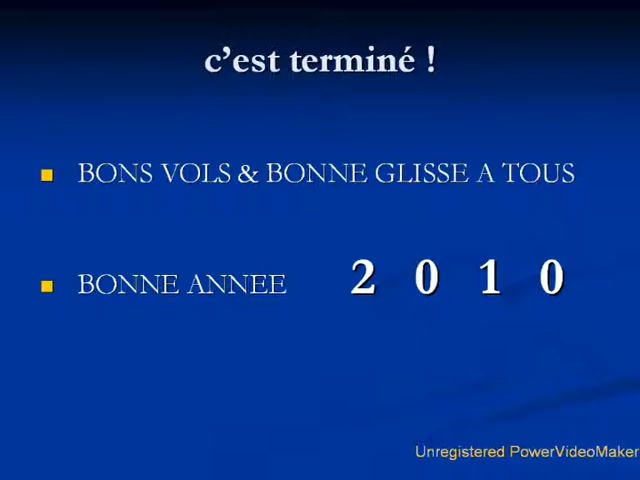 c’est terminé !
BONS VOLS & BONNE GLISSE A TOUS
BONNE ANNEE 2 0 1 0
Unregistered PowerVideoMaker